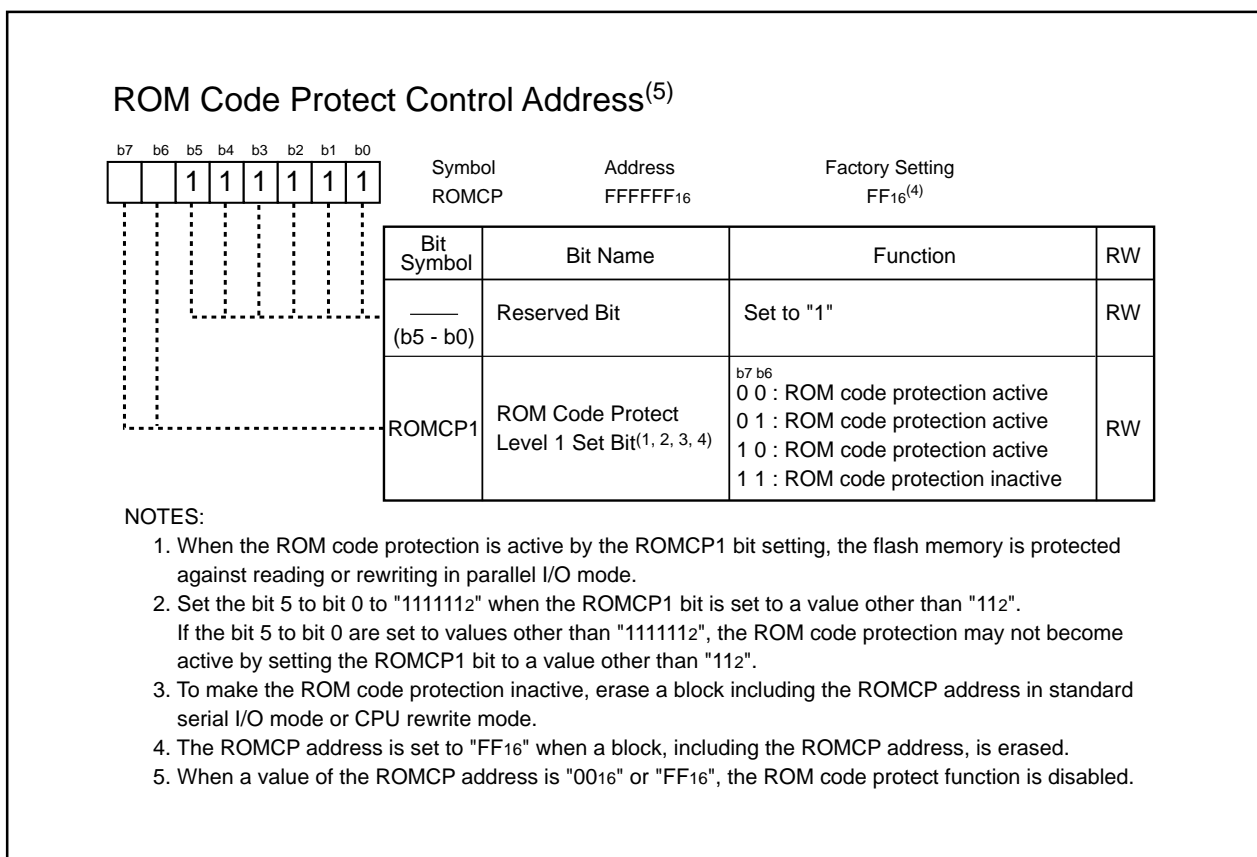 ROM Code Protect Control Address(5)
b7 b6 b5 b4 b3 b2 b1 b0
1 1 1 1 1 1
Symbol Address Factory Setting
ROMCP FFFFFF16 FF16(4)
Bit Symbol Bit Name Function RW
(b5 - b0) Reserved Bit Set to "1" RW
ROMCP1 ROM Code Protect Level 1 Set Bit(1, 2, 3, 4) RW
b7 b6
0 0 : ROM code protection active
0 1 : ROM code protection active
1 0 : ROM code protection active
1 1 : ROM code protection inactive
NOTES:
1. When the ROM code protection is active by the ROMCP1 bit setting, the flash memory is protected
against reading or rewriting in parallel I/O mode.
2. Set the bit 5 to bit 0 to "1111112" when the ROMCP1 bit is set to a value other than "112".
If the bit 5 to bit 0 are set to values other than "1111112", the ROM code protection may not become
active by setting the ROMCP1 bit to a value other than "112".
3. To make the ROM code protection inactive, erase a block including the ROMCP address in standard
serial I/O mode or CPU rewrite mode.
4. The ROMCP address is set to "FF16" when a block, including the ROMCP address, is erased.
5. When a value of the ROMCP address is "0016" or "FF16", the ROM code protect function is disabled.